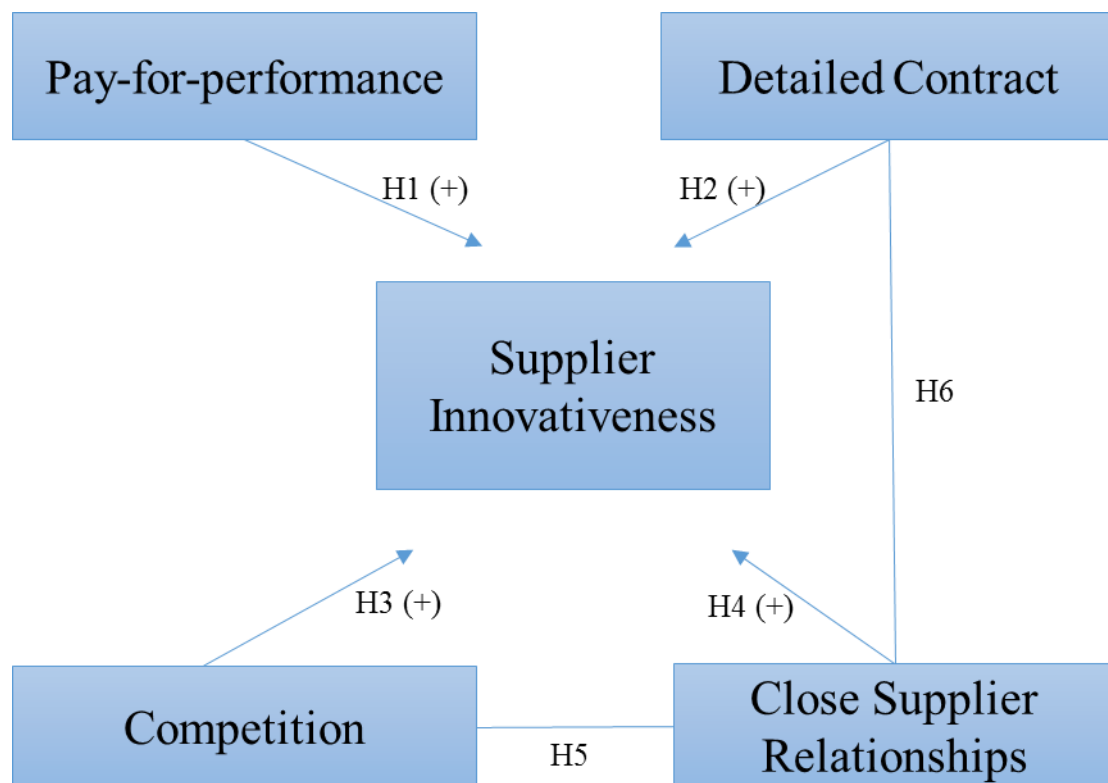 Pay-for-performance
Detailed Contract
H1 (+)
H2 (+)
Supplier
Innovativeness
H6
H3 (+)
H4 (+)
Competition
Close Supplier
Relationships
H5